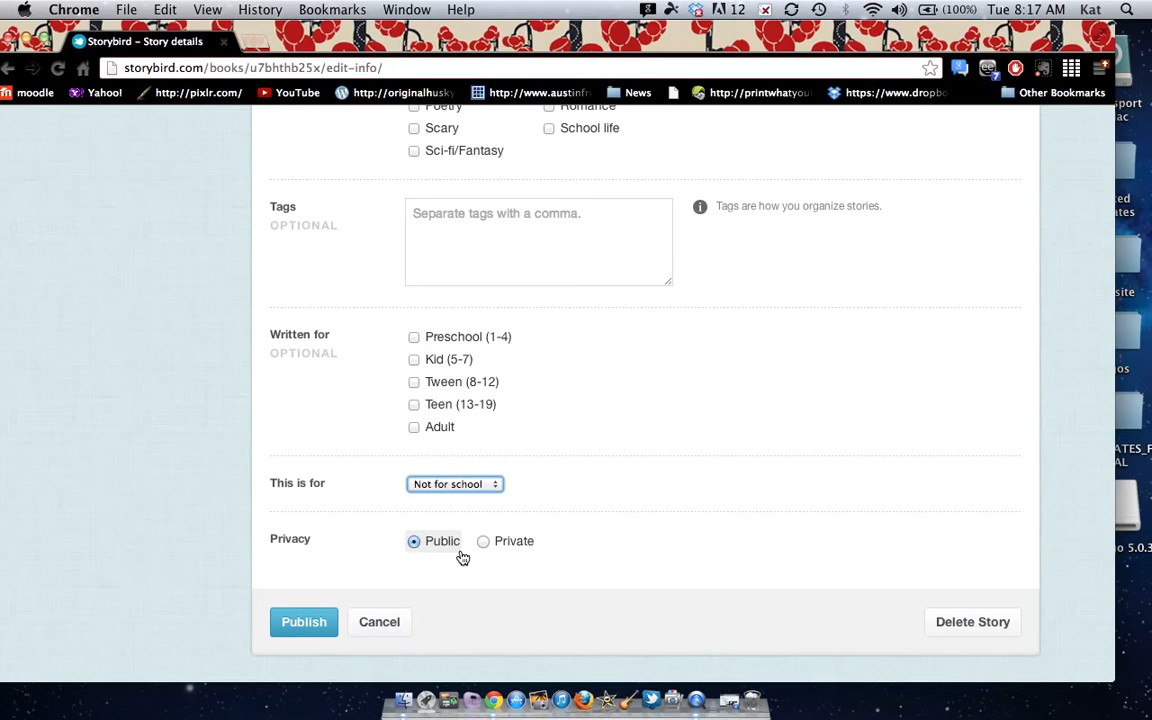 Chrome File Edit View History Bookmarks Window Help 12 (100%) Tue 8:17 AM Kat
Storybird – Story details
storybird.com/books/u7bhthb25x/edit-info/
moodle Yahoo! http://pixlr.com/ YouTube http://originalhusky http://www.austinfre News http://printwhatyou https://www.dropbo Other Bookmarks
Poetry Romance
Scary School life
Sci-fi/Fantasy
Tags Separate tags with a comma. Tags are how you organize stories.
OPTIONAL
Written for Preschool (1-4)
OPTIONAL Kid (5-7)
Tween (8-12)
Teen (13-19)
Adult
This is for Not for school
Privacy Public Private
Publish Cancel Delete Story